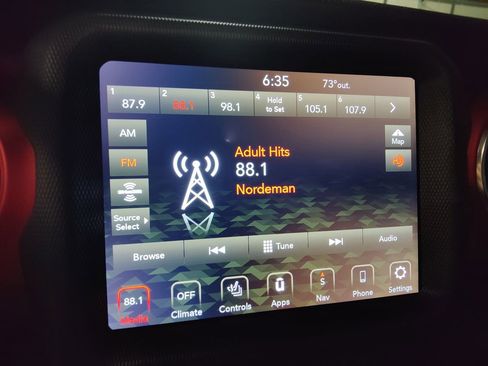 6:35
73°out.
1 2 3 4 5 6
87.9 88.1 98.1 Hold to Set 105.1 107.9
AM
Map
FM
Adult Hits
88.1
Nordeman
Source
Select
Browse Tune Audio
88.1 OFF ū S
Media Climate Controls Apps Nav Phone Settings